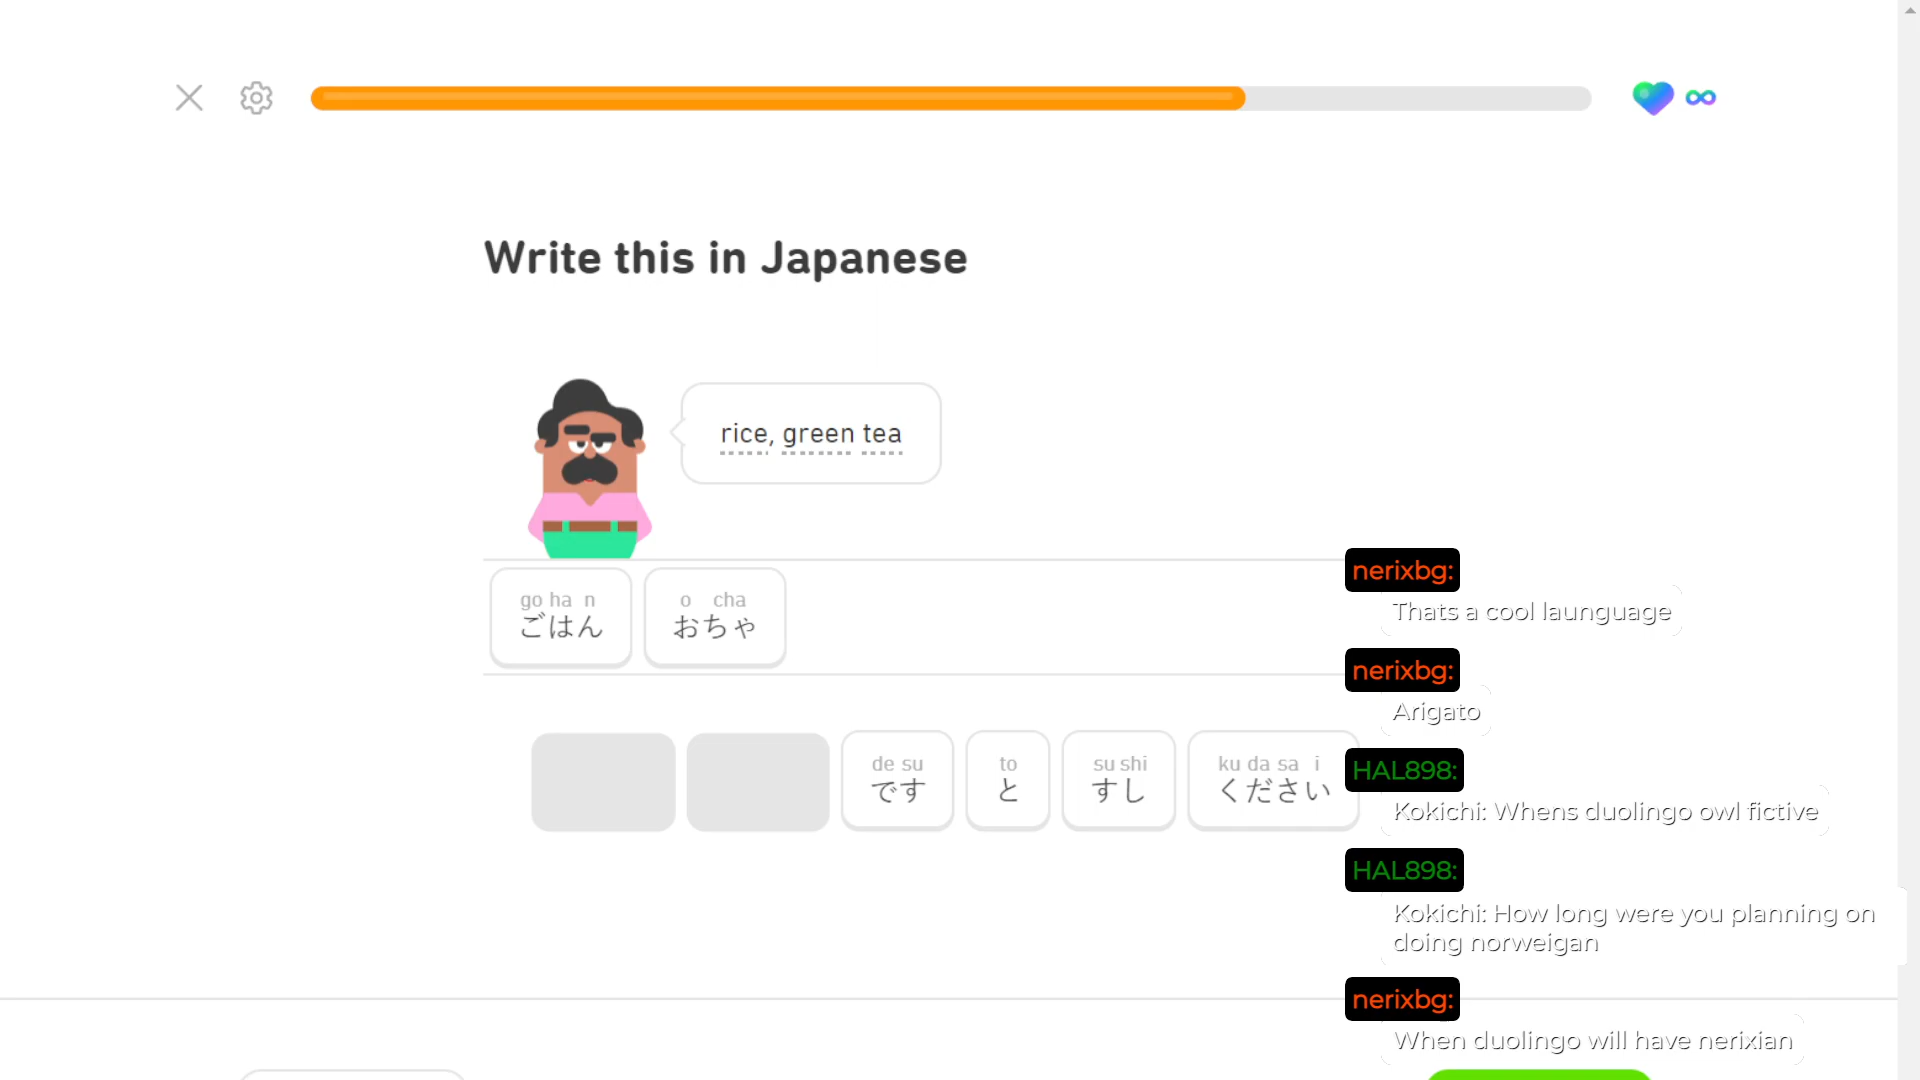 Write this in Japanese
rice, green tea
go ha n
ごはん
o cha
おちゃ
de su
です
to
と
su shi
すし
ku da sa i
ください
nerixbg:
Thats a cool launguage
nerixbg:
Arigato
HAL898:
Kokichi: Whens duolingo owl fictive
HAL898:
Kokichi: How long were you planning on
doing norweigan
nerixbg:
When duolingo will have nerixian